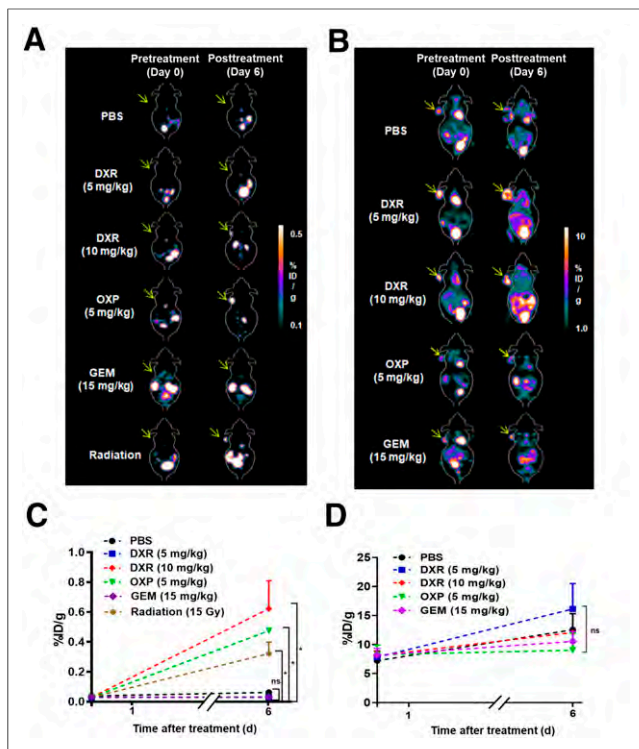 A
Pretreatment
(Day 0)
Posttreatment
(Day 6)
PBS
DXR
(5 mg/kg)
DXR
(10 mg/kg)
OXP
(5 mg/kg)
GEM
(15 mg/kg)
Radiation
0.5
%
ID
/
g
0.1
B
Pretreatment
(Day 0)
Posttreatment
(Day 6)
PBS
DXR
(5 mg/kg)
DXR
(10 mg/kg)
OXP
(5 mg/kg)
GEM
(15 mg/kg)
10
%
ID
/
g
1.0
C
PBS
DXR (5 mg/kg)
DXR (10 mg/kg)
OXP (5 mg/kg)
GEM (15 mg/kg)
Radiation (15 Gy)
%ID/g
1.0
0.8
0.6
0.4
0.2
0.0
ns
*
*
*
1
6
Time after treatment (d)
D
PBS
DXR (5 mg/kg)
DXR (10 mg/kg)
OXP (5 mg/kg)
GEM (15 mg/kg)
%ID/g
25
20
15
10
5
0
ns
1
6
Time after treatment (d)